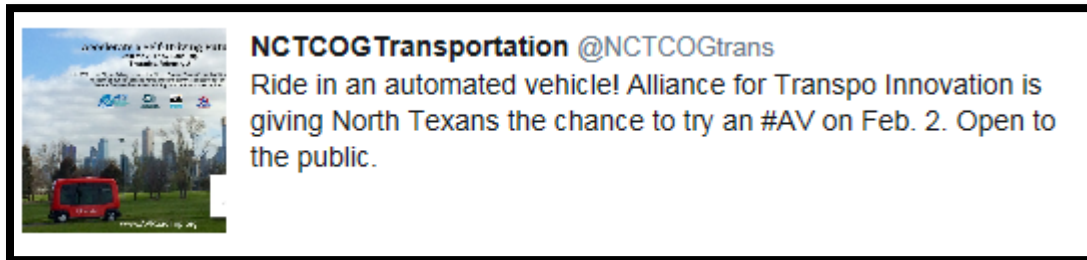 NCTCOGTransportation @NCTCOGtrans
Ride in an automated vehicle! Alliance for Transpo Innovation is
giving North Texans the chance to try an #AV on Feb. 2. Open to
the public.